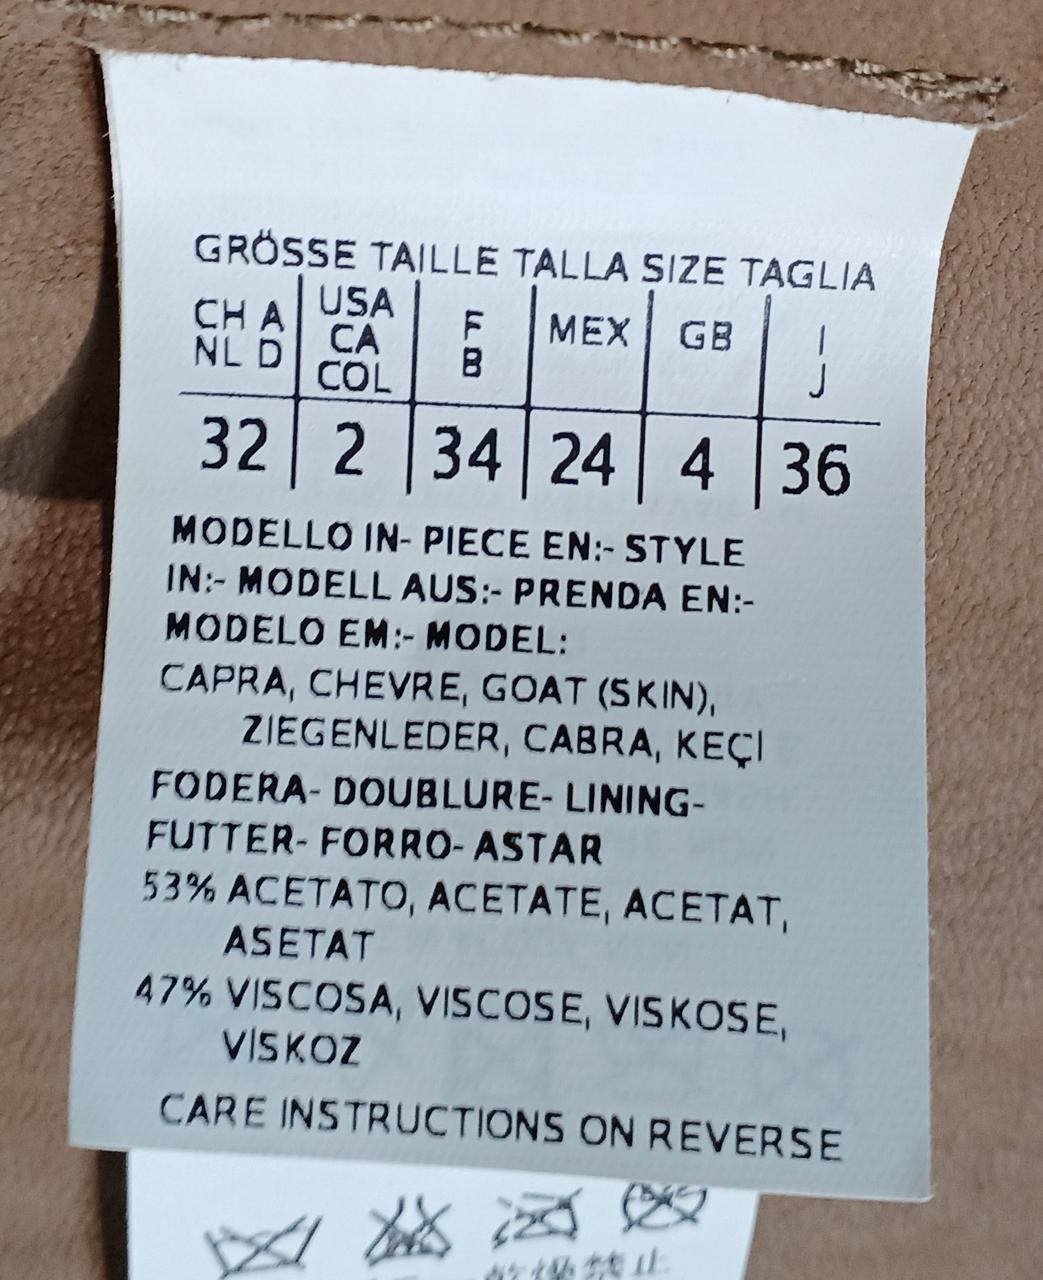 GRÖSSE TAILLE TALLA SIZE TAGLIA
CH A
NL D
USA
CA
COL
F
B
MEX
GB
I
J
32 2 34 24 4 36
MODELLO IN- PIECE EN:- STYLE
IN:- MODELL AUS:- PRENDA EN:-
MODELO EM:- MODEL:
CAPRA, CHEVRE, GOAT (SKIN),
ZIEGENLEDER, CABRA, KEÇI
FODERA- DOUBLURE- LINING-
FUTTER- FORRO- ASTAR
53% ACETATO, ACETATE, ACETAT,
ASETAT
47% VISCOSA, VISCOSE, VISKOSE,
VISKOZ
CARE INSTRUCTIONS ON REVERSE